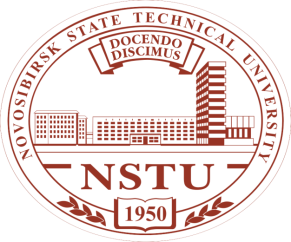 NOVOSIBIRSK STATE TECHNICAL UNIVERSITY
DOCENDO
DISCIMUS
NSTU
1950